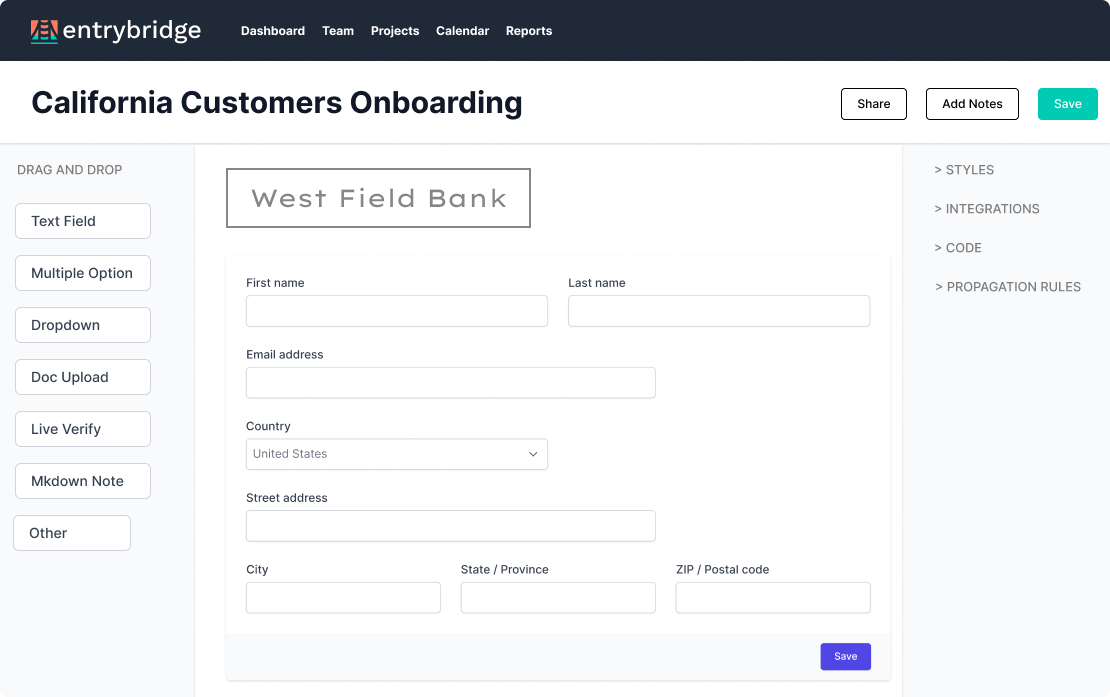 entrybridge Dashboard Team Projects Calendar Reports
California Customers Onboarding
Share Add Notes Save
DRAG AND DROP
Text Field
Multiple Option
Dropdown
Doc Upload
Live Verify
Mkdown Note
Other
West Field Bank
First name Last name
Email address
Country
United States
Street address
City State / Province ZIP / Postal code
Save
> STYLES
> INTEGRATIONS
> CODE
> PROPAGATION RULES